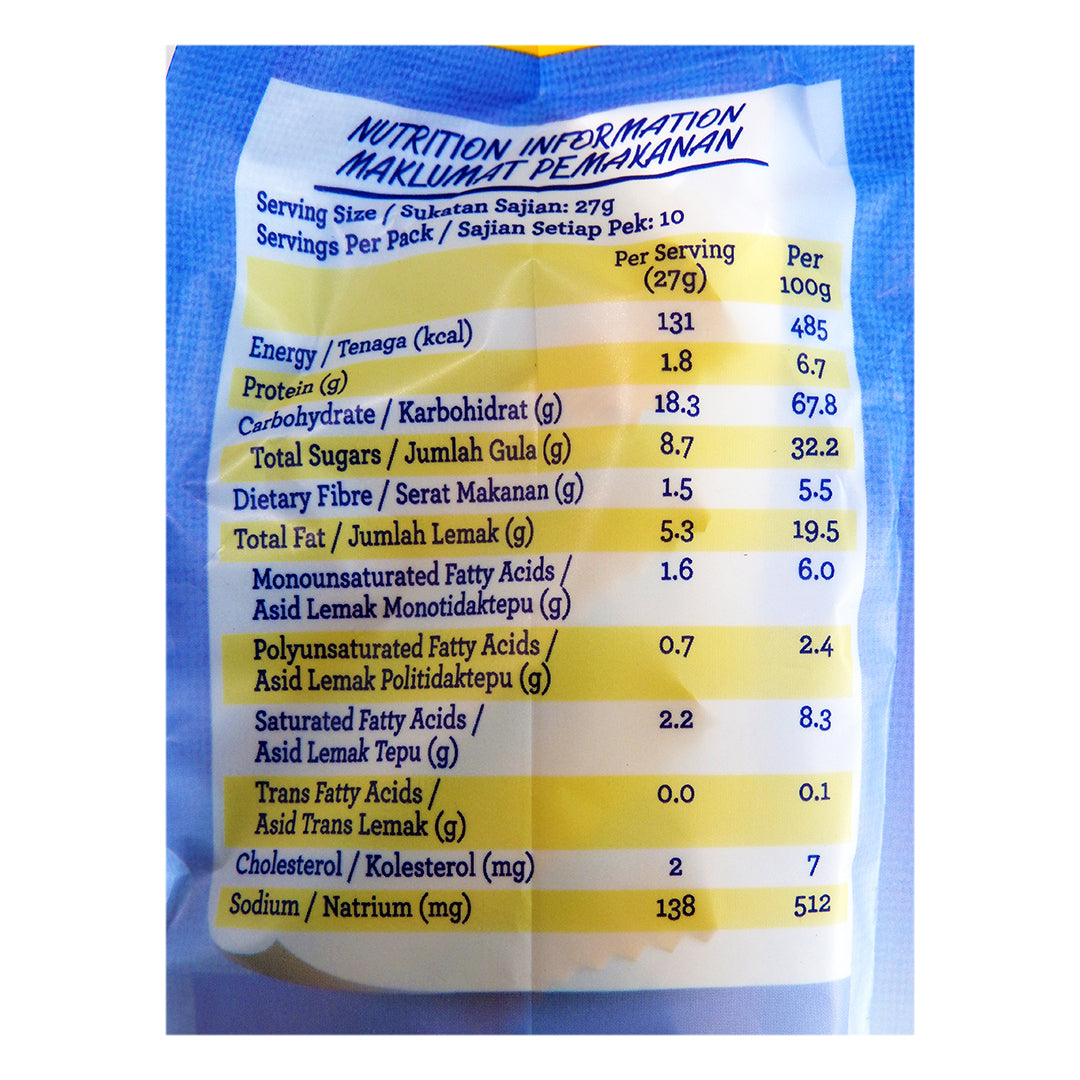 NUTRITION INFORMATION
MAKLUMAT PEMAKANAN
Serving Size / Sukatan Sajian: 27g
Servings Per Pack / Sajian Setiap Pek: 10
Per Serving (27g) Per 100g
Energy / Tenaga (kcal) 131 485
Protein (g) 1.8 6.7
Carbohydrate / Karbohidrat (g) 18.3 67.8
Total Sugars / Jumlah Gula (g) 8.7 32.2
Dietary Fibre / Serat Makanan (g) 1.5 5.5
Total Fat / Jumlah Lemak (g) 5.3 19.5
Monounsaturated Fatty Acids / 1.6 6.0
Asid Lemak Monotidaktepu (g)
Polyunsaturated Fatty Acids / 0.7 2.4
Asid Lemak Politidaktepu (g)
Saturated Fatty Acids / 2.2 8.3
Asid Lemak Tepu (g)
Trans Fatty Acids / 0.0 0.1
Asid Trans Lemak (g)
Cholesterol / Kolesterol (mg) 2 7
Sodium / Natrium (mg) 138 512